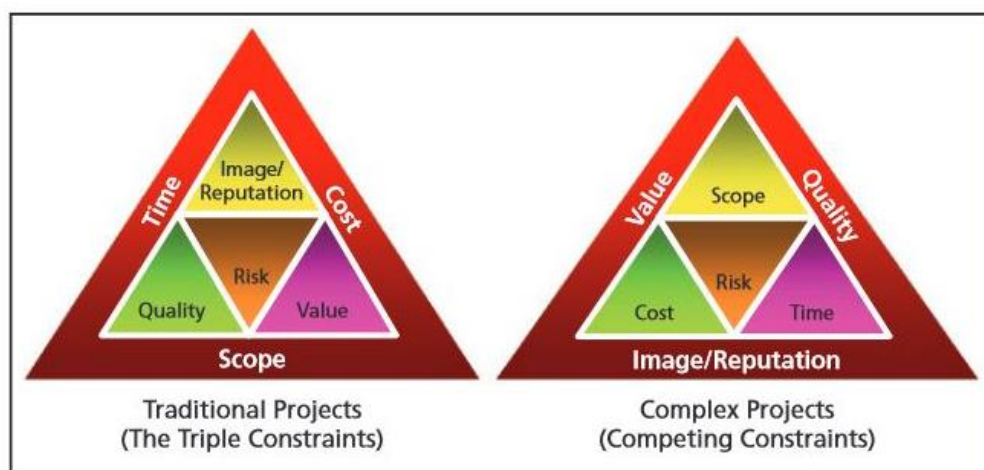 Time
Cost
Image/
Reputation
Risk
Quality
Value
Scope
Traditional Projects
(The Triple Constraints)
Value
Quality
Scope
Risk
Cost
Time
Image/Reputation
Complex Projects
(Competing Constraints)